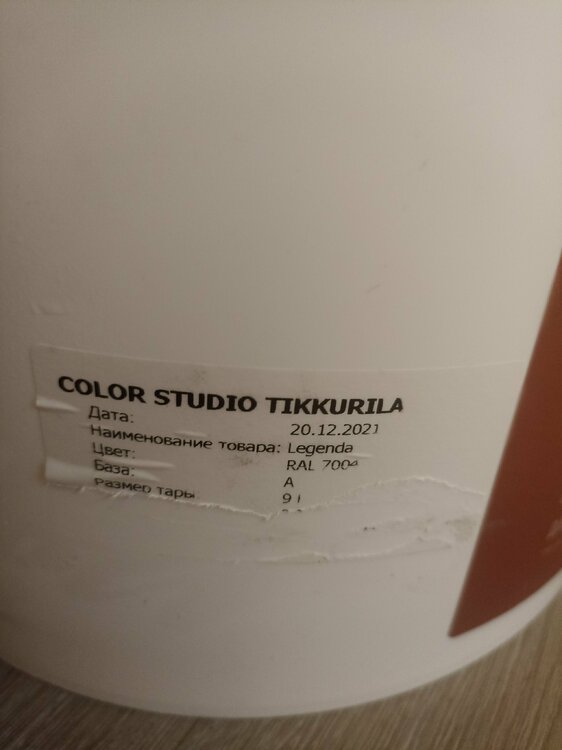 COLOR STUDIO TIKKURILA
Дата: 20.12.2021
Наименование товара: Legenda
Цвет: RAL 7004
База: A
Размер тары 9 l